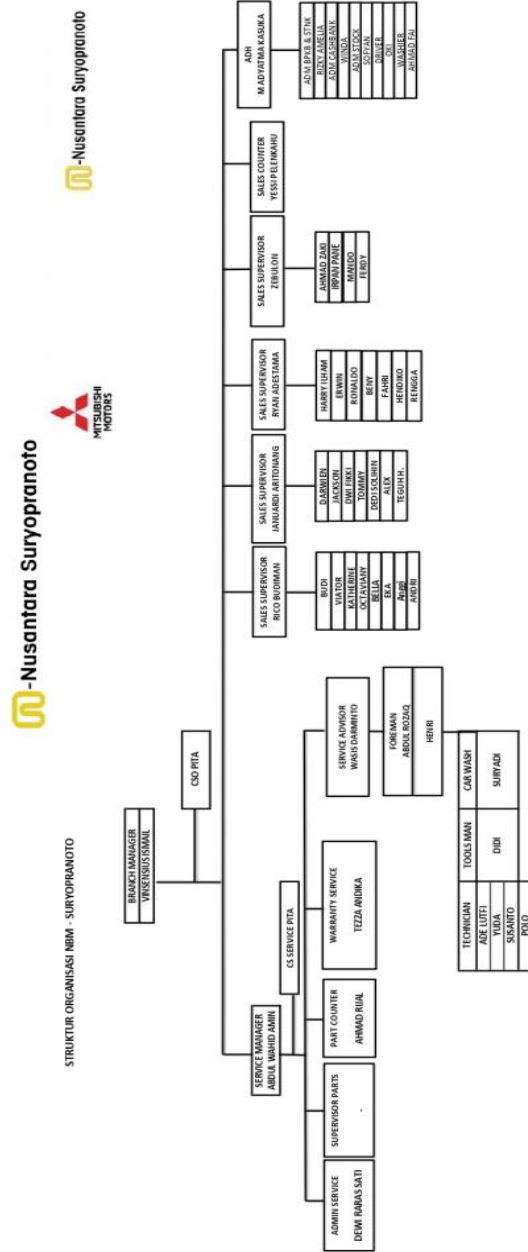 -Nusantara Suryopranoto
MITSUBISHI
MOTORS
-Nusantara Suryopranoto
STRUKTUR ORGANISASI NBM - SURYOPRANOTO
BRANCH MANAGER
VINSENSIUS ISMAIL
CSO PITA
SERVICE MANAGER
ABDUL WAHID AMIN
CS SERVICE PITA
ADMIN SERVICE
DEWI RARAS SATI
SUPERVISOR PARTS
-
PART COUNTER
AHMAD RIJAL
WARRANTY SERVICE
TEZZA ANDIKA
SERVICE ADVISOR
WASIS DARMINTO
FOREMAN
ABDUL ROZAQ
HENRI
TECHNICIAN
ADE LUTFI
YUDA
SUSANTO
POLO
TOOLS MAN
DIDI
CAR WASH
SURYADI
SALES SUPERVISOR
RICO BUDIMAN
BUDI
VIATOR
KATHERINE
OCTAVIANY
BELLA
EKA
Anggi
ANDRI
SALES SUPERVISOR
JANUARDI ARITONANG
DARWIEN
JACKSON
DWI FIKKI
TOMMY
DEDI SOLIHIN
ALEX
TEGUH H.
SALES SUPERVISOR
RYAN ADESTAMA
HARRY ILHAM
ERWIN
RONALDO
BENY
FAHRI
HENDIKO
RENGGA
SALES SUPERVISOR
ZEBULON
AHMAD ZAKI
IRPAN PANE
MANDO
FERDY
SALES COUNTER
YESSI PELENKAHU
ADH
M ADYATMA KASUKA
ADM BPKB & STNK
RIZKY AMELIA
ADM CASHBANK
WINDA
ADM STOCK
SOPYAN
DRIVER
OKI
WASHIER
AHMAD FAI